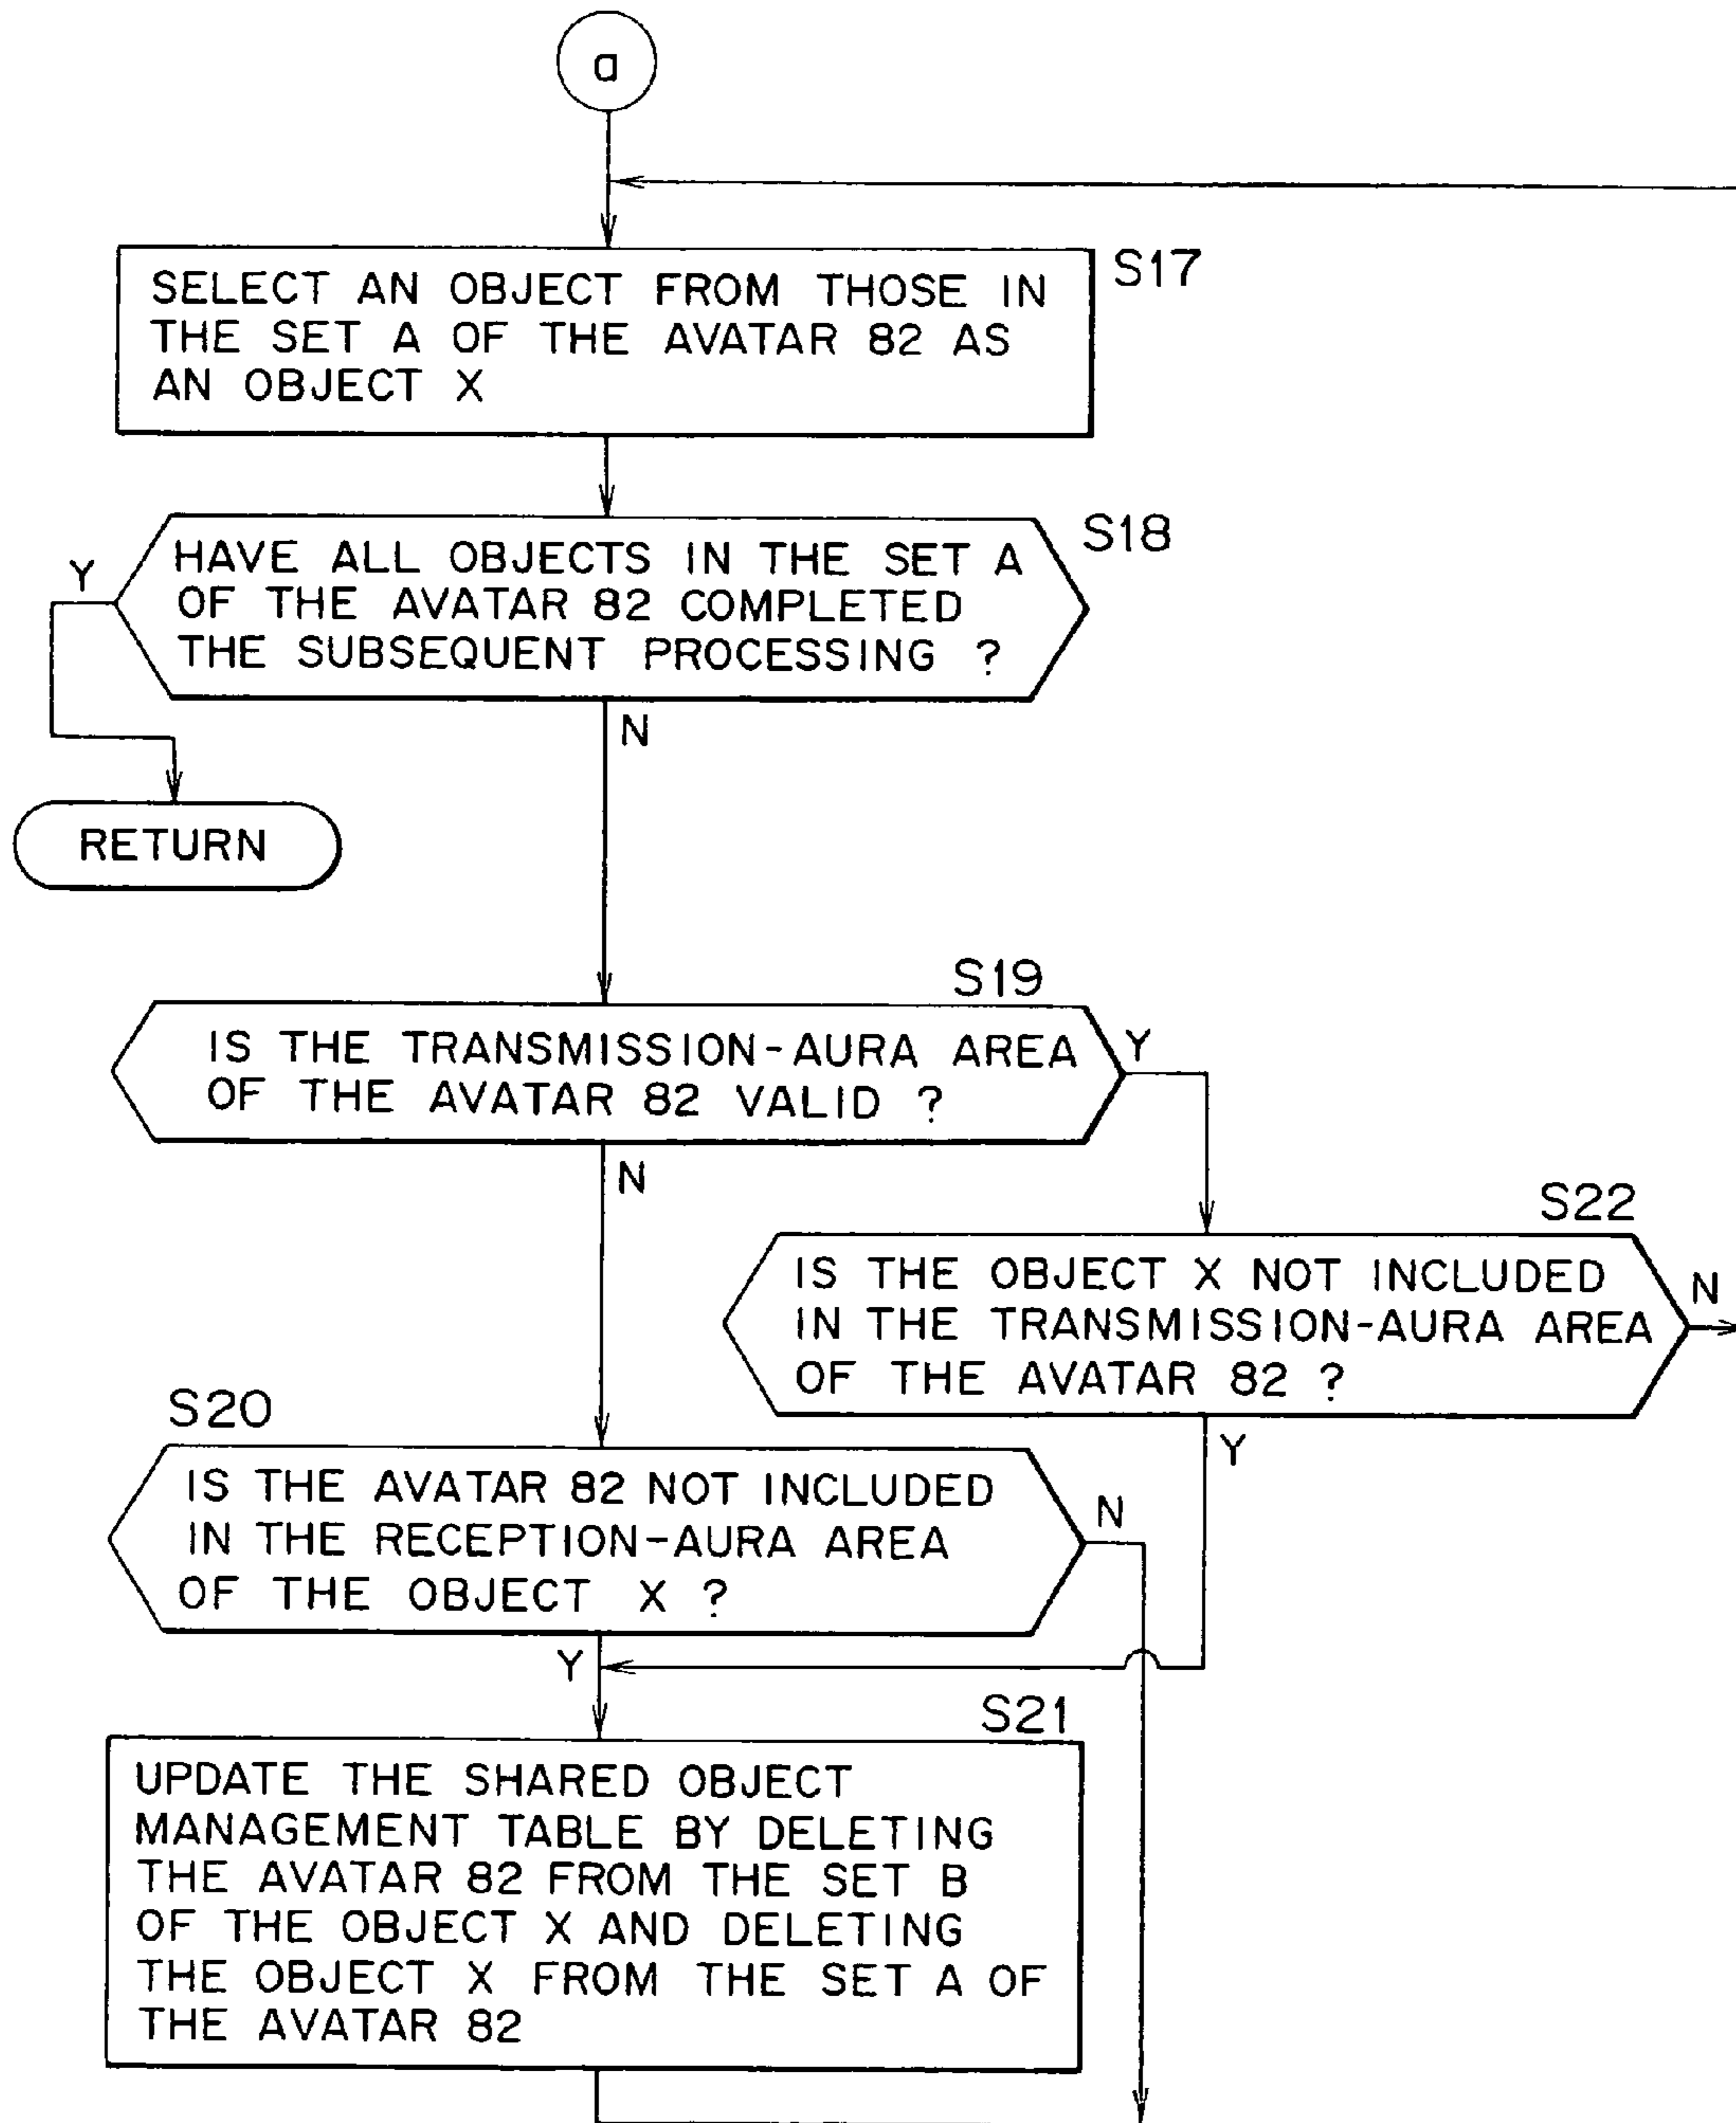 a
S17
SELECT AN OBJECT FROM THOSE IN
THE SET A OF THE AVATAR 82 AS
AN OBJECT X
S18
Y
HAVE ALL OBJECTS IN THE SET A
OF THE AVATAR 82 COMPLETED
THE SUBSEQUENT PROCESSING ?
N
RETURN
S19
IS THE TRANSMISSION-AURA AREA
OF THE AVATAR 82 VALID ?
Y
N
S22
IS THE OBJECT X NOT INCLUDED
IN THE TRANSMISSION-AURA AREA
OF THE AVATAR 82 ?
N
Y
S20
IS THE AVATAR 82 NOT INCLUDED
IN THE RECEPTION-AURA AREA
OF THE OBJECT X ?
N
Y
S21
UPDATE THE SHARED OBJECT
MANAGEMENT TABLE BY DELETING
THE AVATAR 82 FROM THE SET B
OF THE OBJECT X AND DELETING
THE OBJECT X FROM THE SET A OF
THE AVATAR 82